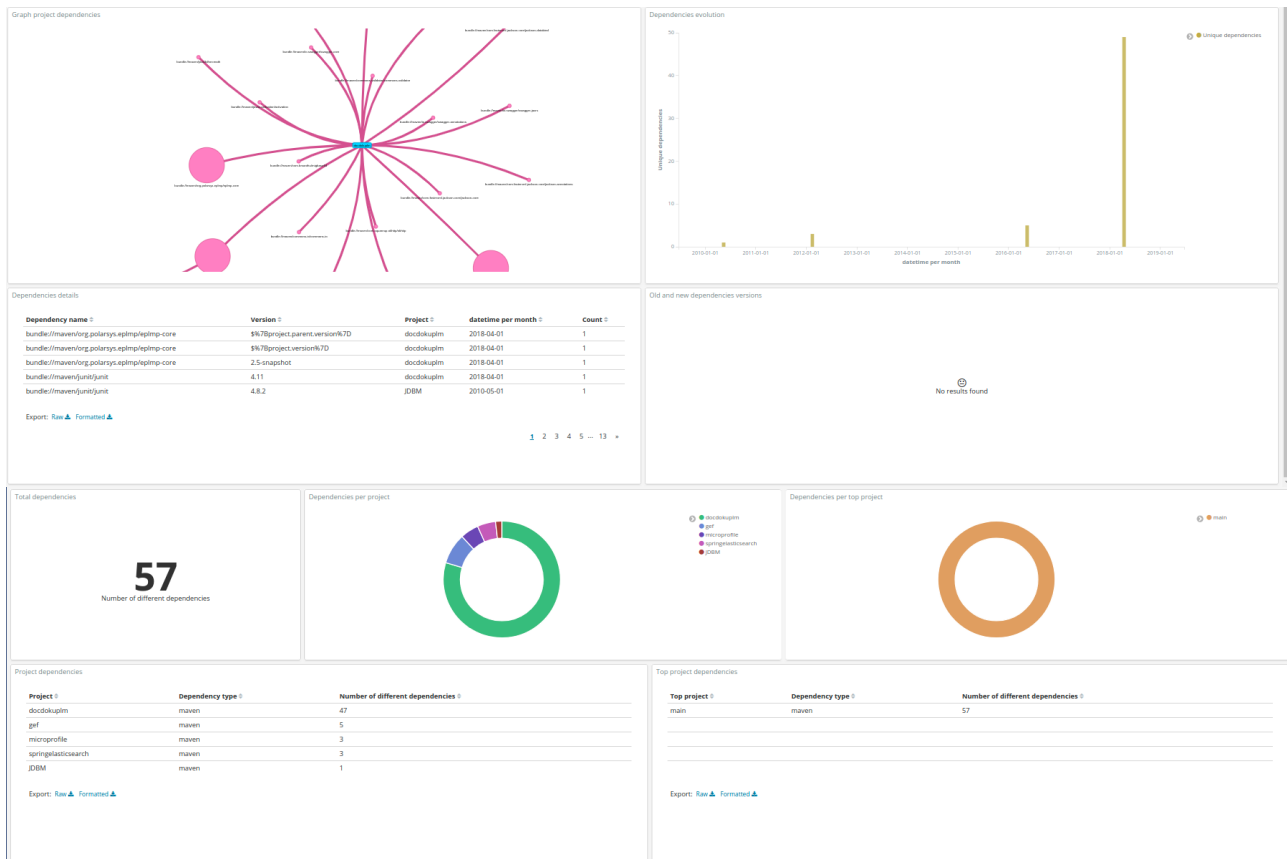 Graph project dependencies
Dependencies evolution
Unique dependencies
50
40
30
20
10
0
Unique dependencies
2010-01-01 2011-01-01 2012-01-01 2013-01-01 2014-01-01 2015-01-01 2016-01-01 2017-01-01 2018-01-01 2019-01-01
datetime per month
Dependencies details
Dependency name Version Project datetime per month Count
bundle://maven/org.polarsys.eplmp/eplmp-core $%7Bproject.parent.version%7D docdokuplm 2018-04-01 1
bundle://maven/org.polarsys.eplmp/eplmp-core $%7Bproject.version%7D docdokuplm 2018-04-01 1
bundle://maven/org.polarsys.eplmp/eplmp-core 2.5-snapshot docdokuplm 2018-04-01 1
bundle://maven/junit/junit 4.11 docdokuplm 2018-04-01 1
bundle://maven/junit/junit 4.8.2 JDBM 2010-05-01 1
Export: Raw Formatted
1 2 3 4 5 ... 13 »
Old and new dependencies versions
No results found
Total dependencies
57
Number of different dependencies
Dependencies per project
docdokuplm
gef
microprofile
springelasticsearch
JDBM
Dependencies per top project
main
Project dependencies
Project Dependency type Number of different dependencies
docdokuplm maven 47
gef maven 5
microprofile maven 3
springelasticsearch maven 3
JDBM maven 1
Export: Raw Formatted
Top project dependencies
Top project Dependency type Number of different dependencies
main maven 57
Export: Raw Formatted